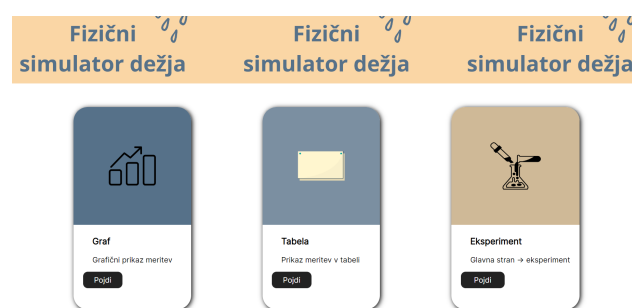 Fizični Fizični Fizični
simulator dežja simulator dežja simulator dežja
Graf
Grafični prikaz meritev
Pojdi
Tabela
Prikaz meritev v tabeli
Pojdi
Eksperiment
Glavna stran → eksperiment
Pojdi